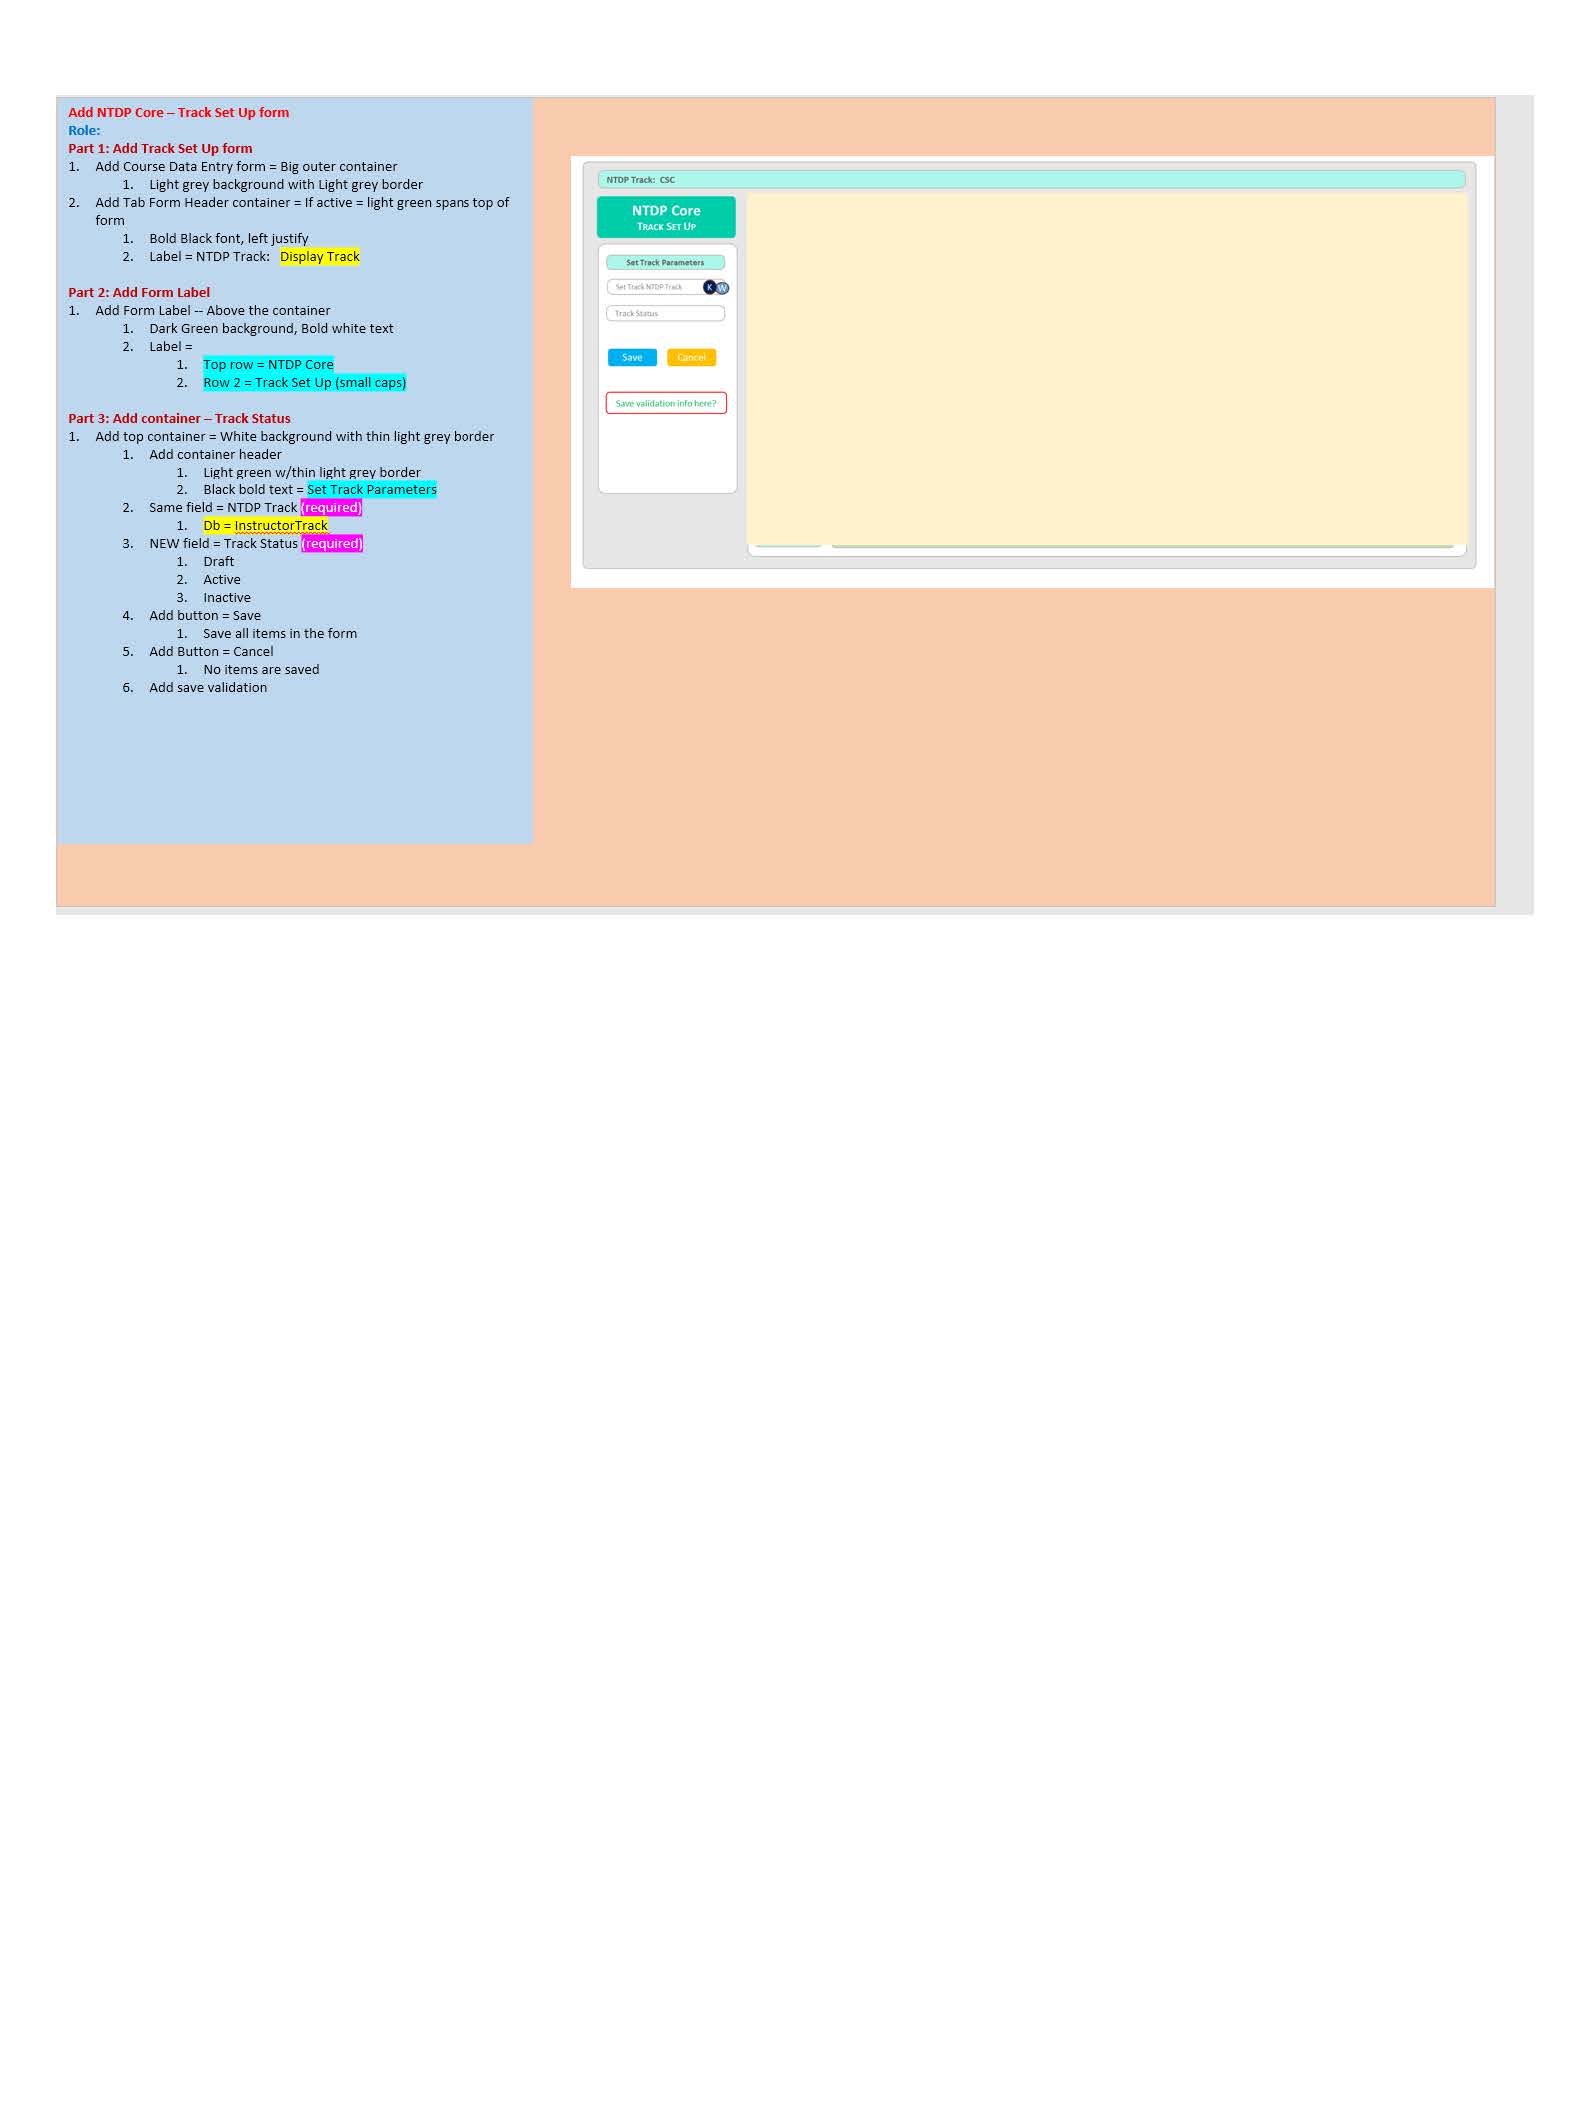 Add NTDP Core – Track Set Up form
Role:
Part 1: Add Track Set Up form
1. Add Course Data Entry form = Big outer container
1. Light grey background with Light grey border
2. Add Tab Form Header container = If active = light green spans top of
form
1. Bold Black font, left justify
2. Label = NTDP Track: Display Track
Part 2: Add Form Label
1. Add Form Label -- Above the container
1. Dark Green background, Bold white text
2. Label =
1. Top row = NTDP Core
2. Row 2 = Track Set Up (small caps)
Part 3: Add container – Track Status
1. Add top container = White background with thin light grey border
1. Add container header
1. Light green w/thin light grey border
2. Black bold text = Set Track Parameters
2. Same field = NTDP Track (required)
1. Db = InstructorTrack
3. NEW field = Track Status (required)
1. Draft
2. Active
3. Inactive
4. Add button = Save
1. Save all items in the form
5. Add Button = Cancel
1. No items are saved
6. Add save validation
NTDP Track: CSC
NTDP Core
Track Set Up
Set Track Parameters
Set Track NTDP Track K W
Track Status
Save Cancel
Save validation info here?